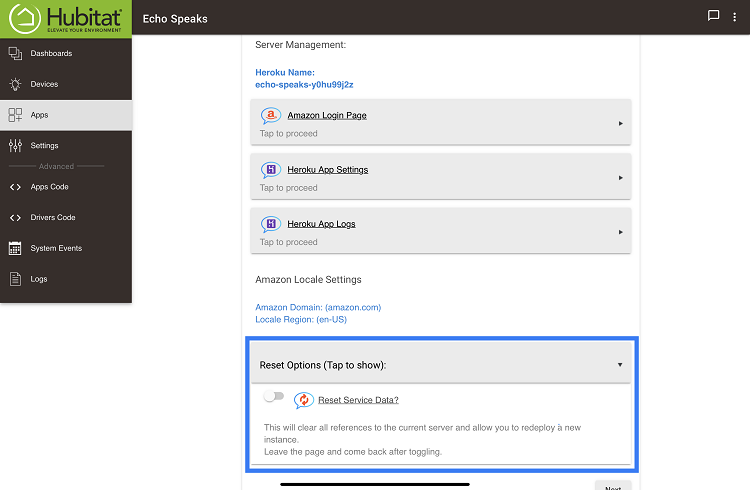 Hubitat®
ELEVATE YOUR ENVIRONMENT
Echo Speaks
Dashboards
Devices
Apps
Settings
Advanced
Apps Code
Drivers Code
System Events
Logs
Server Management:
Heroku Name:
echo-speaks-y0hu99j2z
Amazon Login Page
Tap to proceed
Heroku App Settings
Tap to proceed
Heroku App Logs
Tap to proceed
Amazon Locale Settings
Amazon Domain: (amazon.com)
Locale Region: (en-US)
Reset Options (Tap to show):
Reset Service Data?
This will clear all references to the current server and allow you to redeploy à new
instance.
Leave the page and come back after toggling.
Next